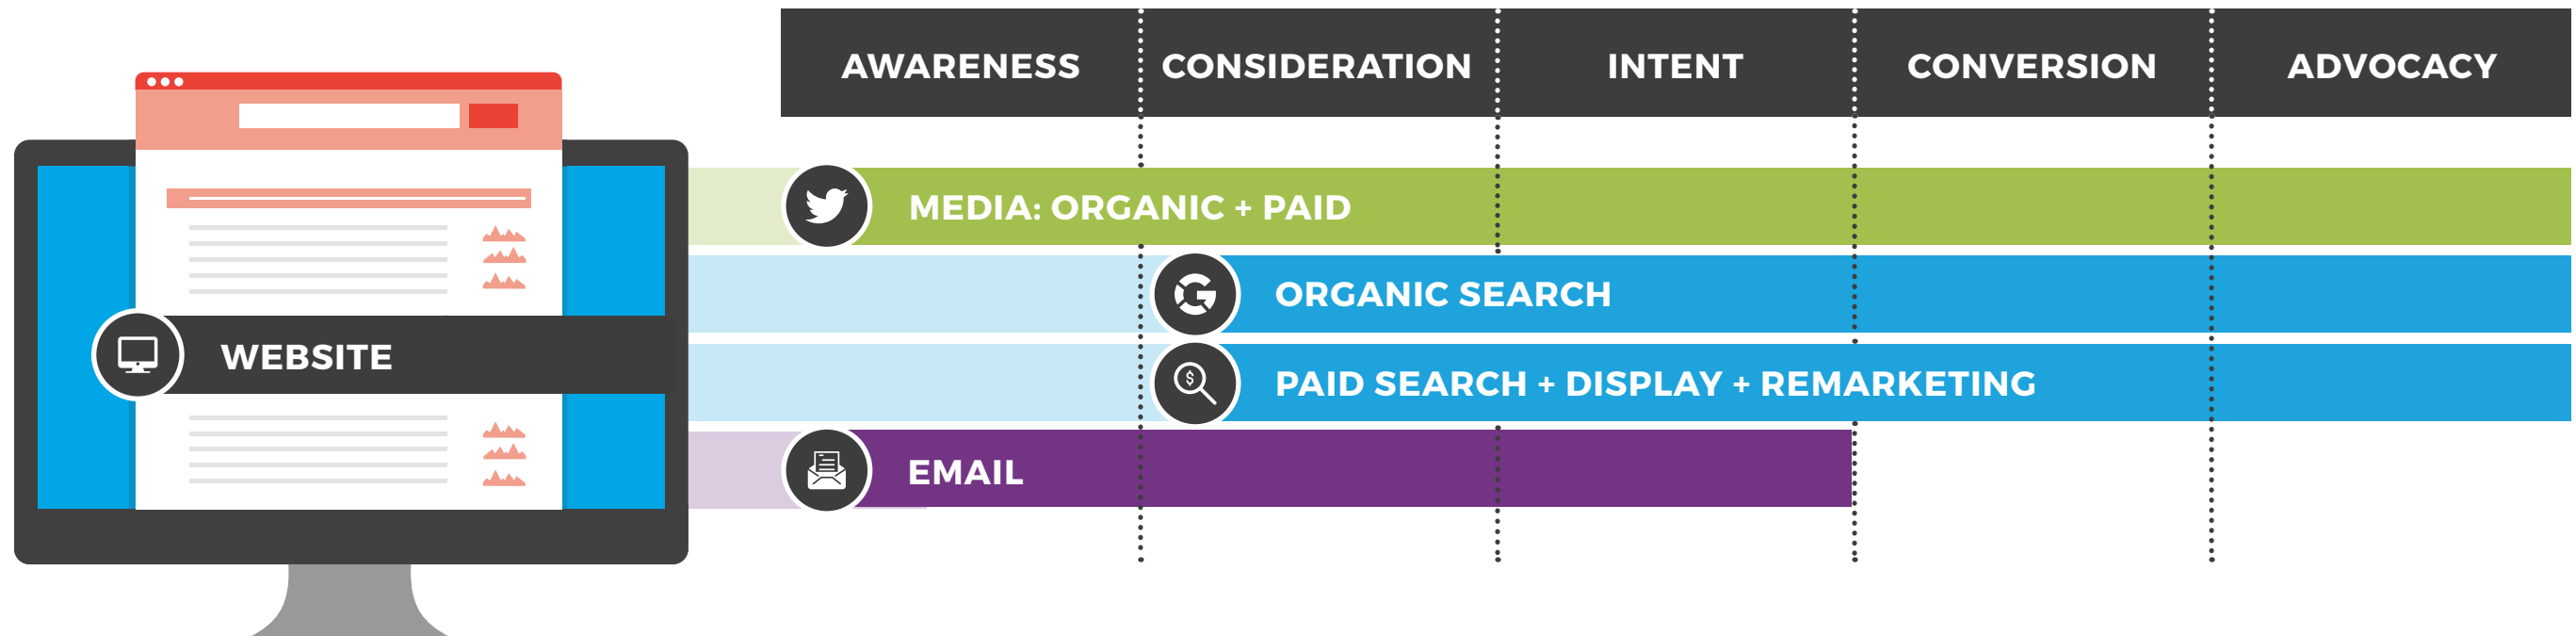 AWARENESS
CONSIDERATION
INTENT
CONVERSION
ADVOCACY
MEDIA: ORGANIC + PAID
ORGANIC SEARCH
WEBSITE
PAID SEARCH + DISPLAY + REMARKETING
EMAIL